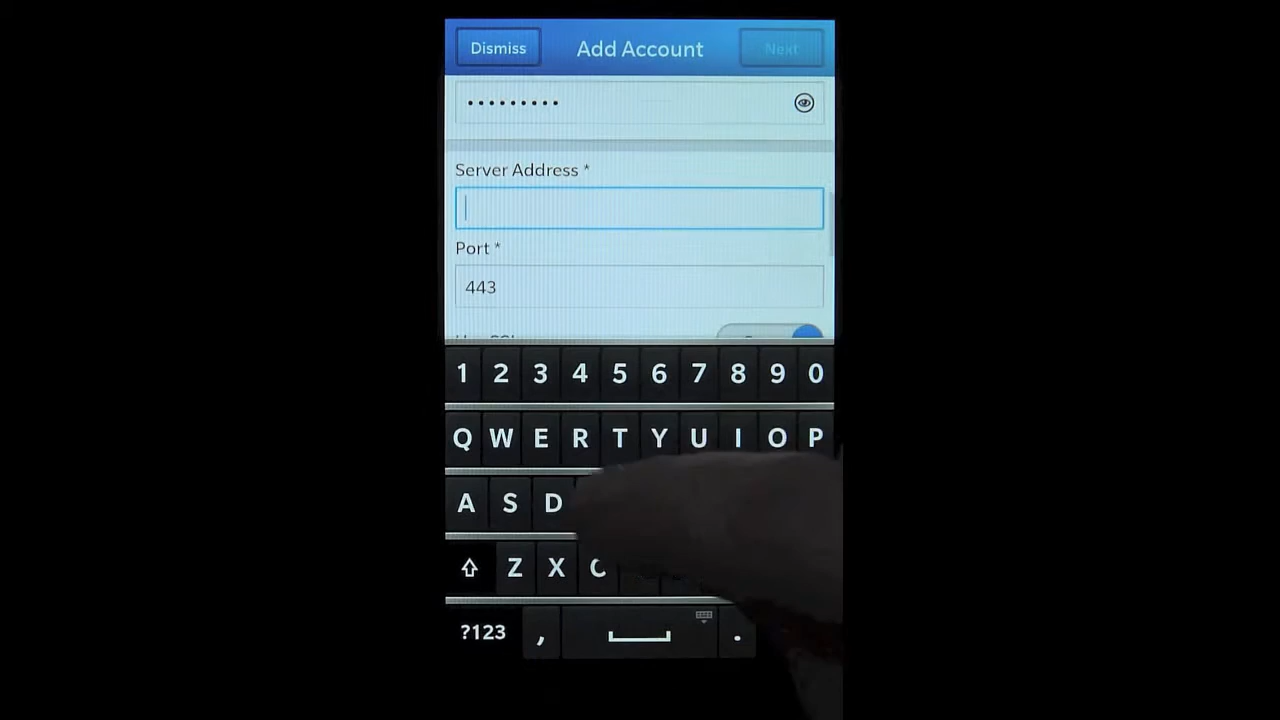 Dismiss Add Account Next
•••••••••
Server Address *
Port *
443
1 2 3 4 5 6 7 8 9 0
Q W E R T Y U I O P
A S D
Z X C
?123 , .